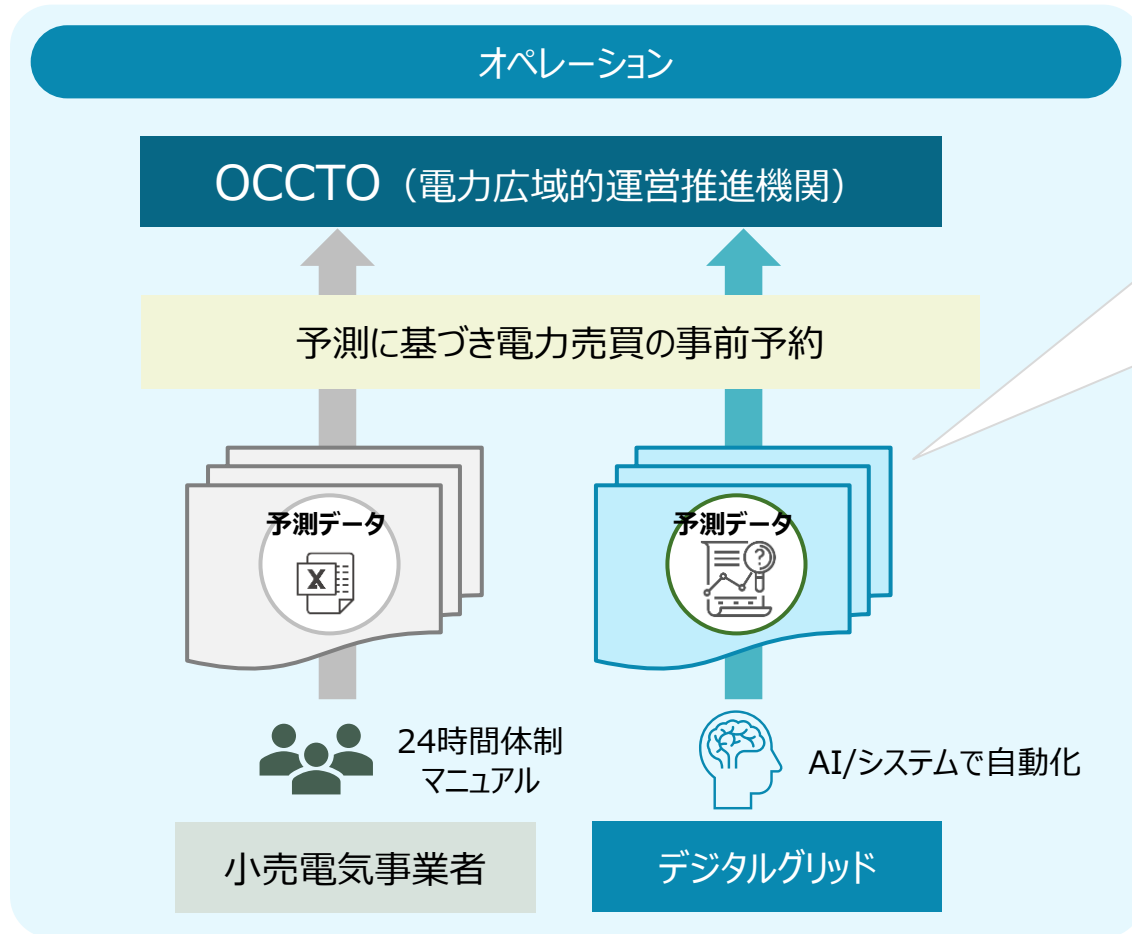 オペレーション
OCCTO（電力広域的運営推進機関）
予測に基づき電力売買の事前予約
予測データ
X
予測データ
?
24時間体制
マニュアル
AI/システムで自動化
小売電気事業者
デジタルグリッド